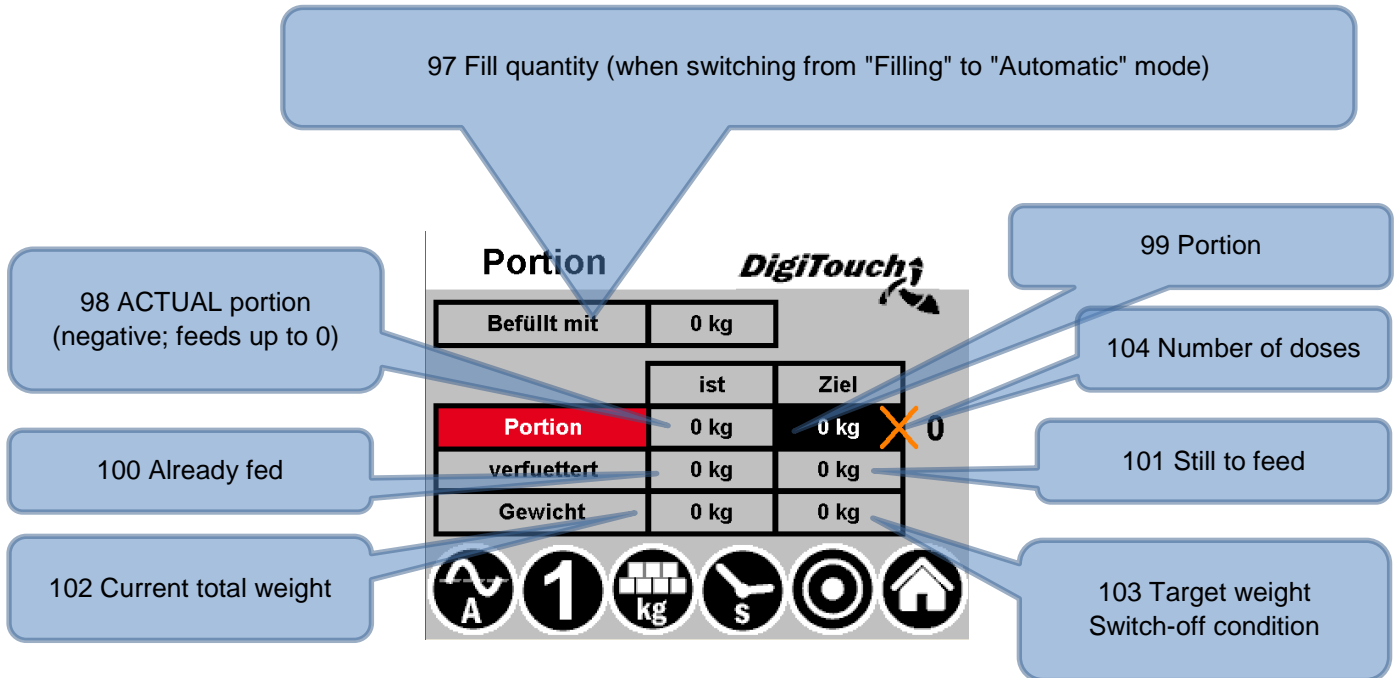 97 Fill quantity (when switching from "Filling" to "Automatic" mode)
Portion
DigiTouch
99 Portion
98 ACTUAL portion
(negative; feeds up to 0)
Befüllt mit
0 kg
104 Number of doses
ist
Ziel
Portion
0 kg
0 kg
0
100 Already fed
verfuettert
0 kg
0 kg
101 Still to feed
Gewicht
0 kg
0 kg
102 Current total weight
A
1
kg
s
103 Target weight
Switch-off condition